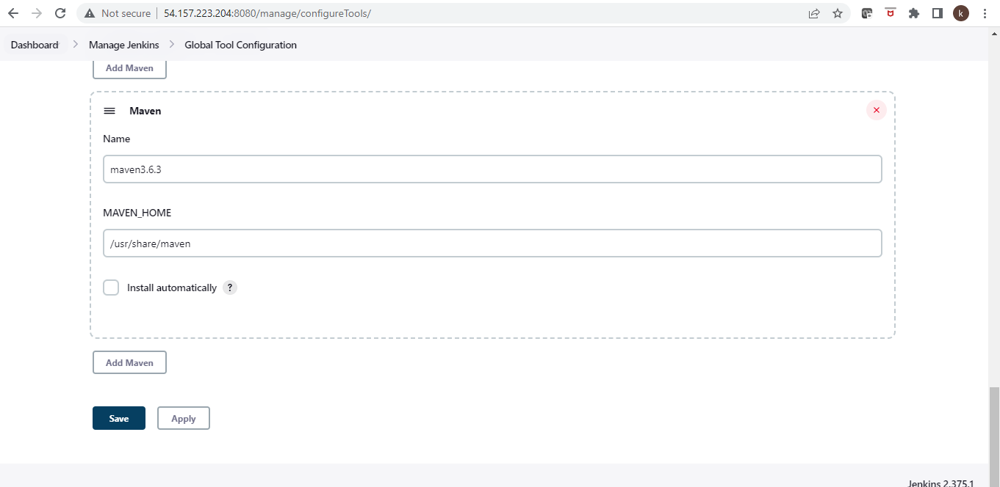 Not secure | 54.157.223.204:8080/manage/configureTools/
k
Dashboard > Manage Jenkins > Global Tool Configuration
Add Maven
Maven
Name
maven3.6.3
MAVEN_HOME
/usr/share/maven
Install automatically ?
Add Maven
Save Apply
Jenkins 2.375.1